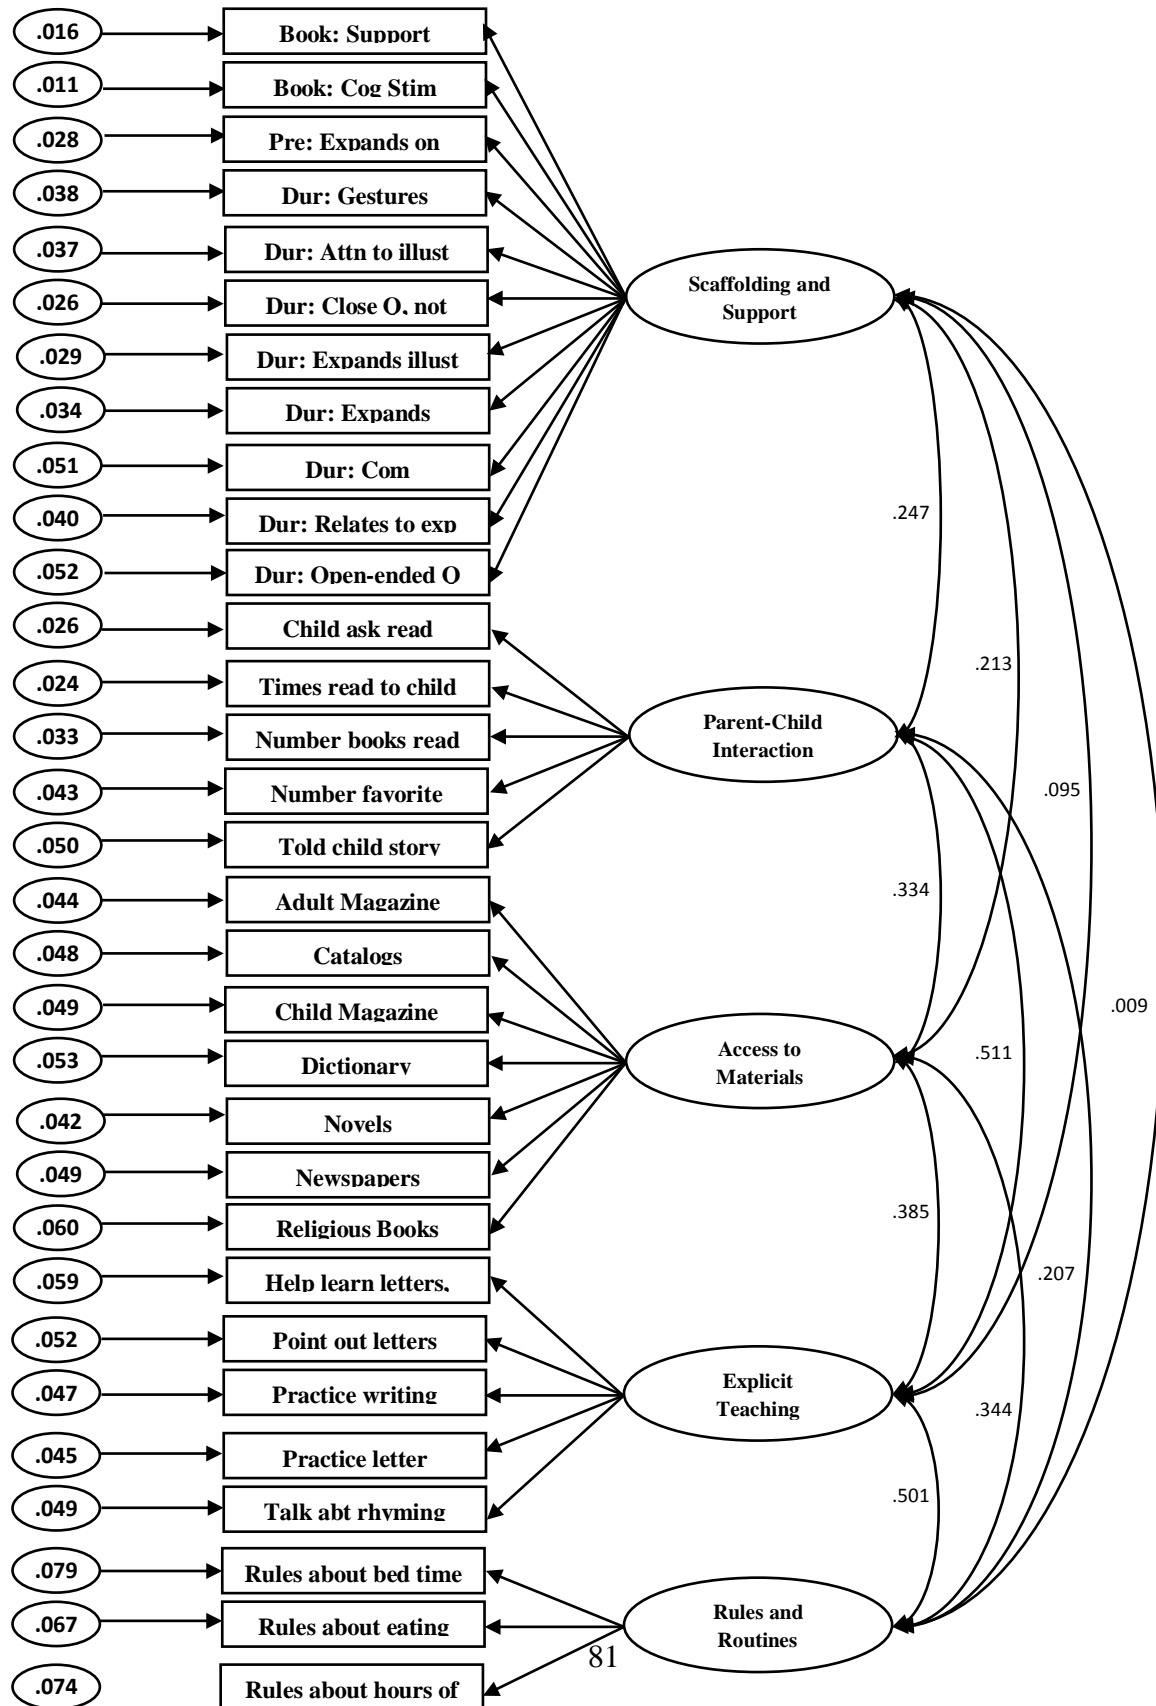 .016 Book: Support
.011 Book: Cog Stim
.028 Pre: Expands on
.038 Dur: Gestures
.037 Dur: Attn to illust
.026 Dur: Close Q, not
.029 Dur: Expands illust
.034 Dur: Expands
.051 Dur: Com
.040 Dur: Relates to exp
.052 Dur: Open-ended Q
.026 Child ask read
.024 Times read to child
.033 Number books read
.043 Number favorite
.050 Told child story
.044 Adult Magazine
.048 Catalogs
.049 Child Magazine
.053 Dictionary
.042 Novels
.049 Newspapers
.060 Religious Books
.059 Help learn letters,
.052 Point out letters
.047 Practice writing
.045 Practice letter
.049 Talk abt rhyming
.079 Rules about bed time
.067 Rules about eating
.074 Rules about hours of
Scaffolding and
Support
Parent-Child
Interaction
Access to
Materials
Explicit
Teaching
Rules and
Routines
.247
.213
.095
.334
.009
.511
.385
.207
.344
.501
81